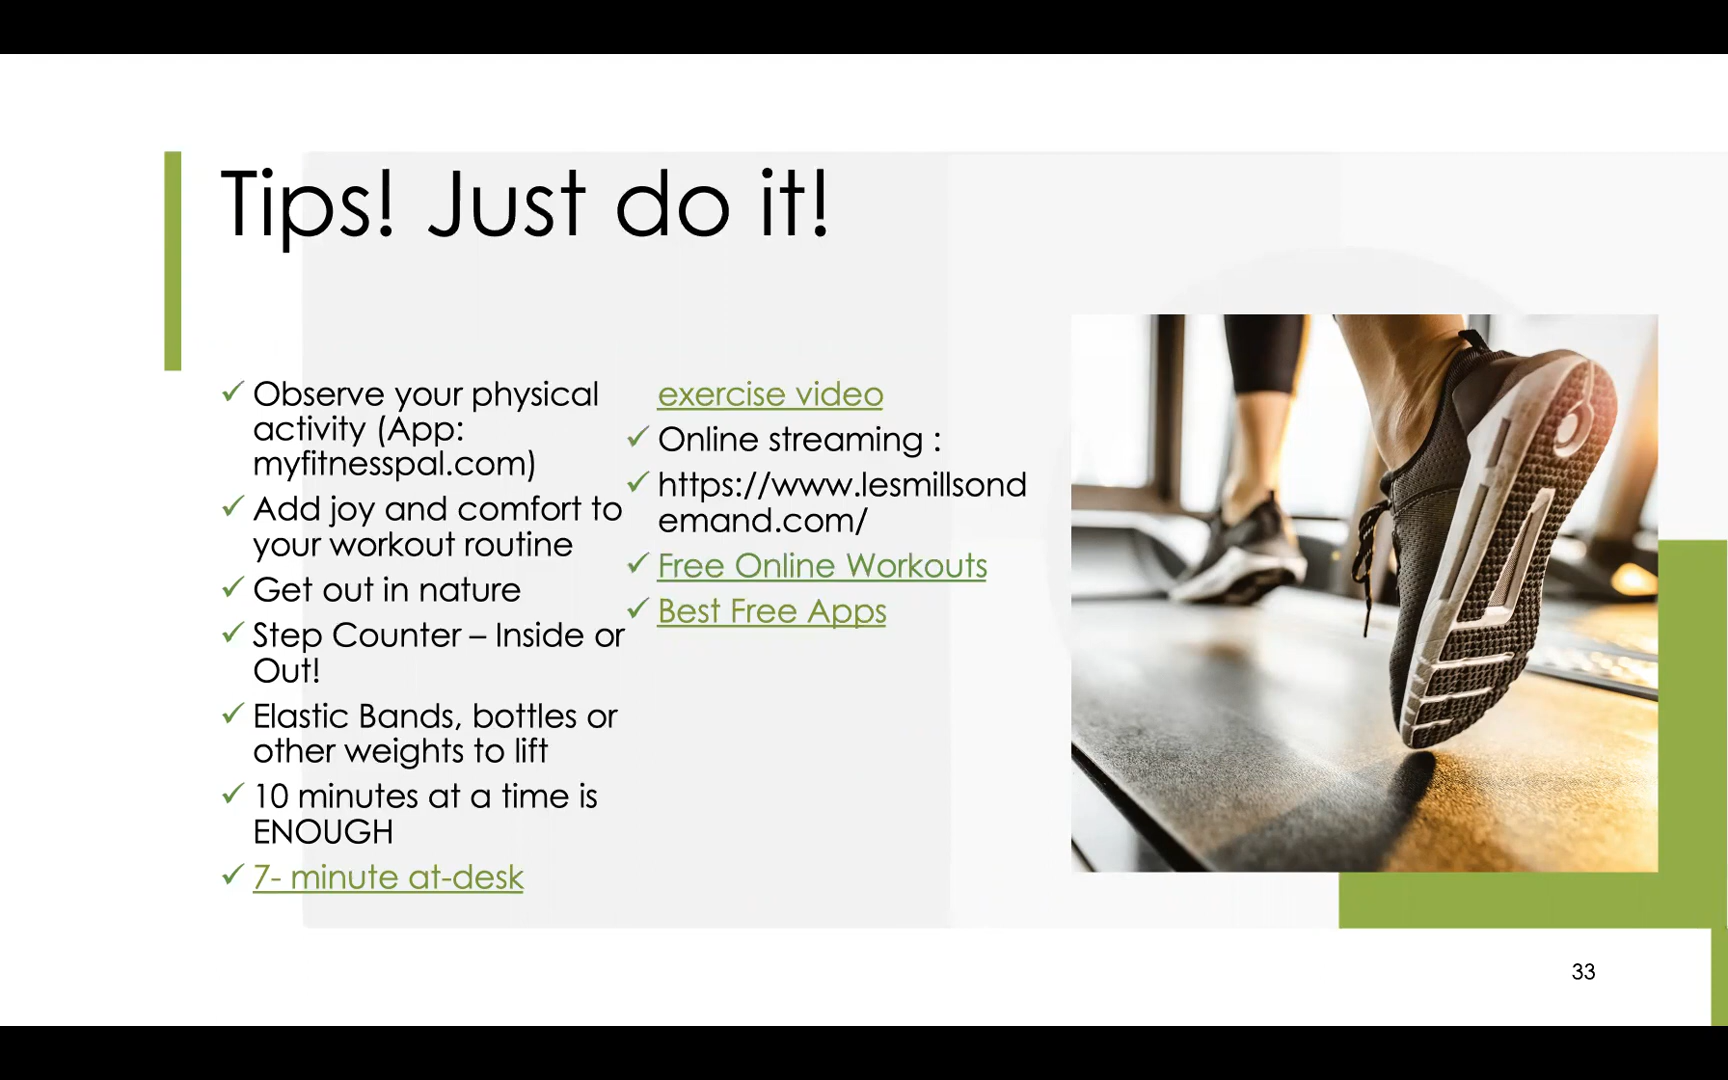 Tips! Just do it!
✓ Observe your physical
activity (App:
myfitnesspal.com)
✓ Add joy and comfort to
your workout routine
✓ Get out in nature
✓ Step Counter – Inside or
Out!
✓ Elastic Bands, bottles or
other weights to lift
✓ 10 minutes at a time is
ENOUGH
✓ 7- minute at-desk
exercise video
✓ Online streaming :
✓ https://www.lesmillsond
emand.com/
✓ Free Online Workouts
✓ Best Free Apps
33